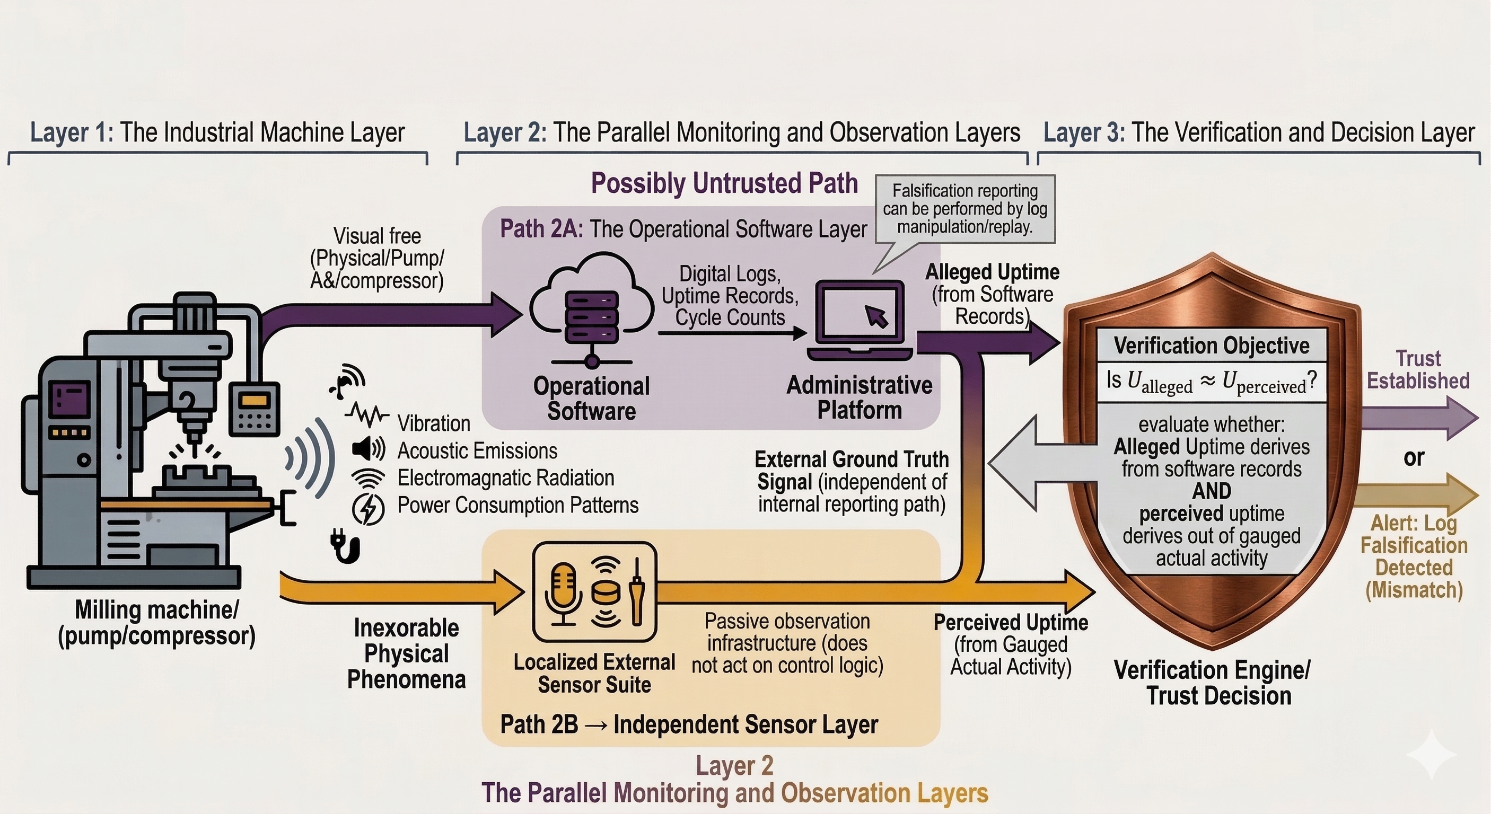 Layer 1: The Industrial Machine Layer
Layer 2: The Parallel Monitoring and Observation Layers
Layer 3: The Verification and Decision Layer
Possibly Untrusted Path
Falsification reporting
can be performed by log
manipulation/replay.
Path 2A: The Operational Software Layer
Visual free
(Physical/Pump/
A&/compressor)
Digital Logs,
Uptime Records,
Cycle Counts
Operational
Software
Administrative
Platform
Alleged Uptime
(from Software
Records)
Vibration
Acoustic Emissions
Electromagnetic Radiation
Power Consumption Patterns
Milling machine/
(pump/compressor)
Inexorable
Physical
Phenomena
External Ground Truth
Signal (independent of
internal reporting path)
Localized External
Sensor Suite
Passive observation
infrastructure (does
not act on control logic)
Path 2B → Independent Sensor Layer
Perceived Uptime
(from Gauged
Actual Activity)
Verification Objective
Is U alleged ≈ U perceived?
evaluate whether:
Alleged Uptime derives
from software records
AND
perceived uptime
derives out of gauged
actual activity
Verification Engine/
Trust Decision
Trust
Established
or
Alert: Log
Falsification
Detected
(Mismatch)
Layer 2
The Parallel Monitoring and Observation Layers